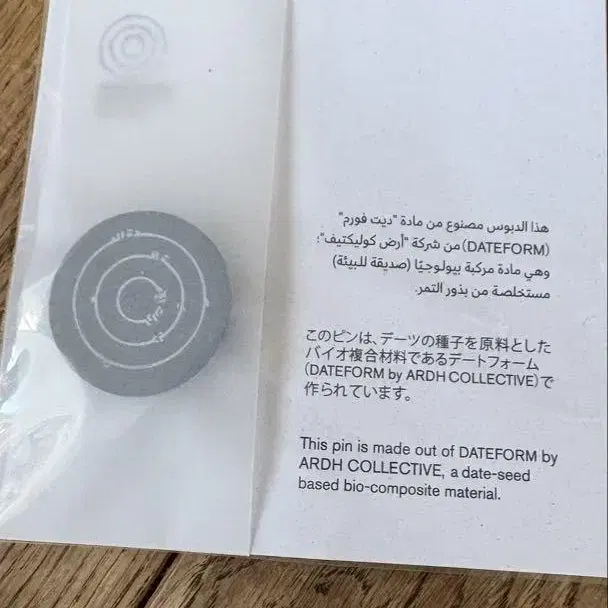 هذا الدبوس مصنوع من مادة "ديت فورم"
(DATEFORM) من شركة "أرض كوليكتيف"؛
وهي مادة مركبة بيولوجيًا (صديقة للبيئة)
مستخلصة من بذور التمر.
このピンは、デーツの種子を原料とした
バイオ複合材料であるデートフォーム
(DATEFORM by ARDH COLLECTIVE)で
作られています。
This pin is made out of DATEFORM by
ARDH COLLECTIVE, a date-seed
based bio-composite material.